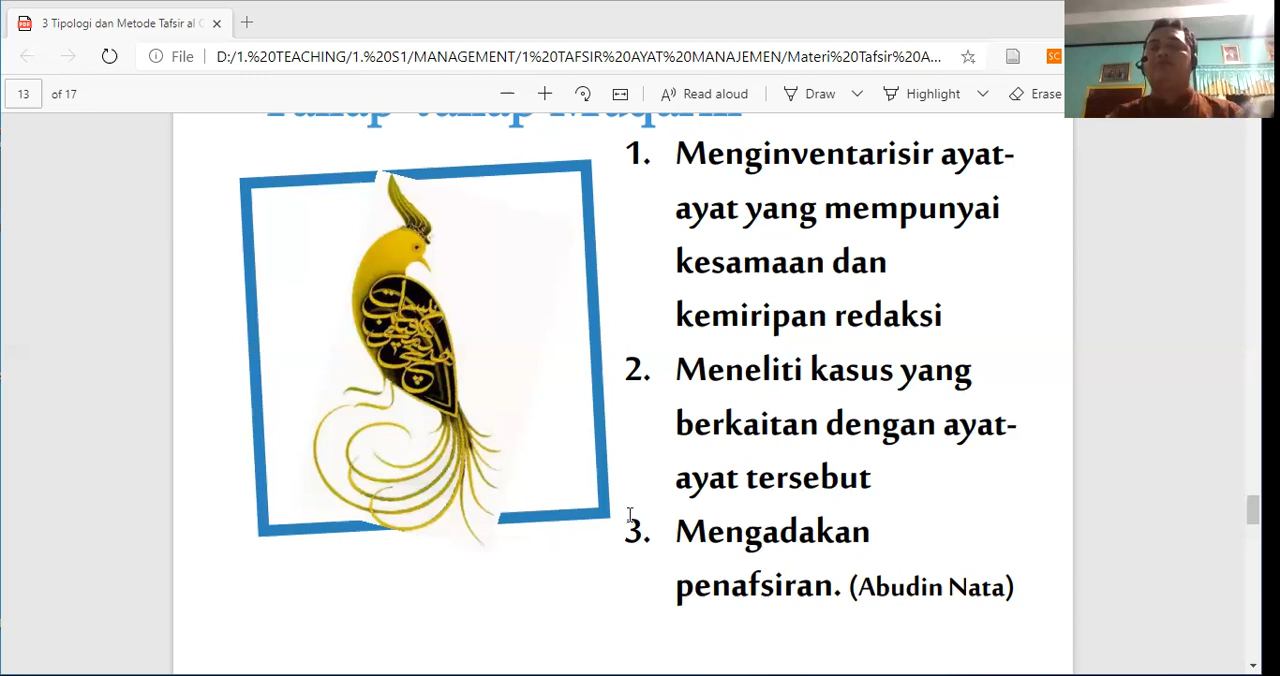 3 Tipologi dan Metode Tafsir al
File
D:/1.%20TEACHING/1.%20S1/MANAGEMENT/1%20TAFSIR%20AYAT%20MANAJEMEN/Materi%20Tafsir%20A...
SC
13 of 17
Read aloud
Draw
Highlight
Erase
1. Menginventarisir ayat-
ayat yang mempunyai
kesamaan dan
kemiripan redaksi
2. Meneliti kasus yang
berkaitan dengan ayat-
ayat tersebut
3. Mengadakan
penafsiran. (Abudin Nata)